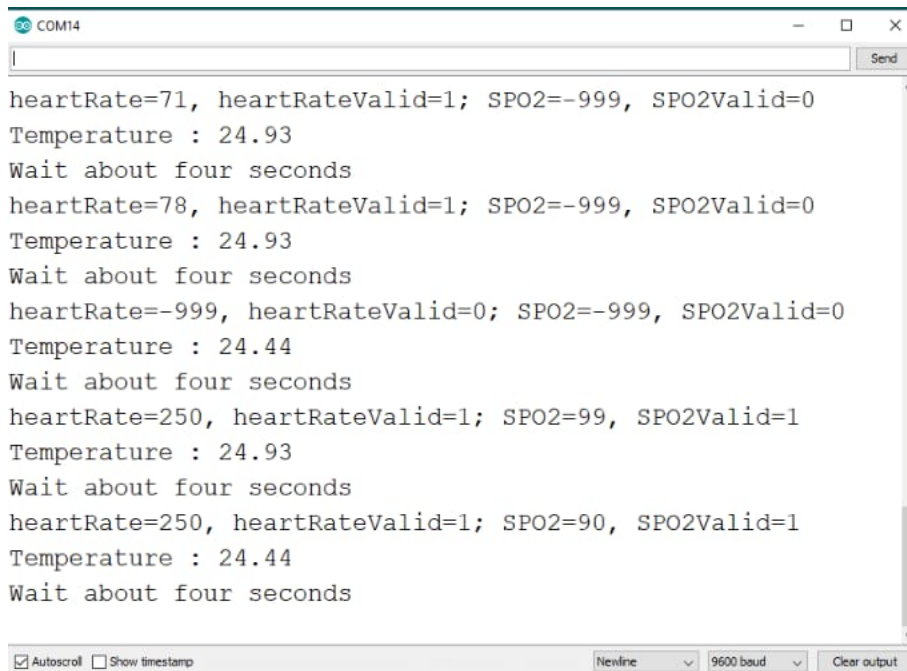 COM14
Send
heartRate=71, heartRateValid=1; SPO2=-999, SPO2Valid=0
Temperature : 24.93
Wait about four seconds
heartRate=78, heartRateValid=1; SPO2=-999, SPO2Valid=0
Temperature : 24.93
Wait about four seconds
heartRate=-999, heartRateValid=0; SPO2=-999, SPO2Valid=0
Temperature : 24.44
Wait about four seconds
heartRate=250, heartRateValid=1; SPO2=99, SPO2Valid=1
Temperature : 24.93
Wait about four seconds
heartRate=250, heartRateValid=1; SPO2=90, SPO2Valid=1
Temperature : 24.44
Wait about four seconds
Autoscroll Show timestamp Newline 9600 baud Clear output